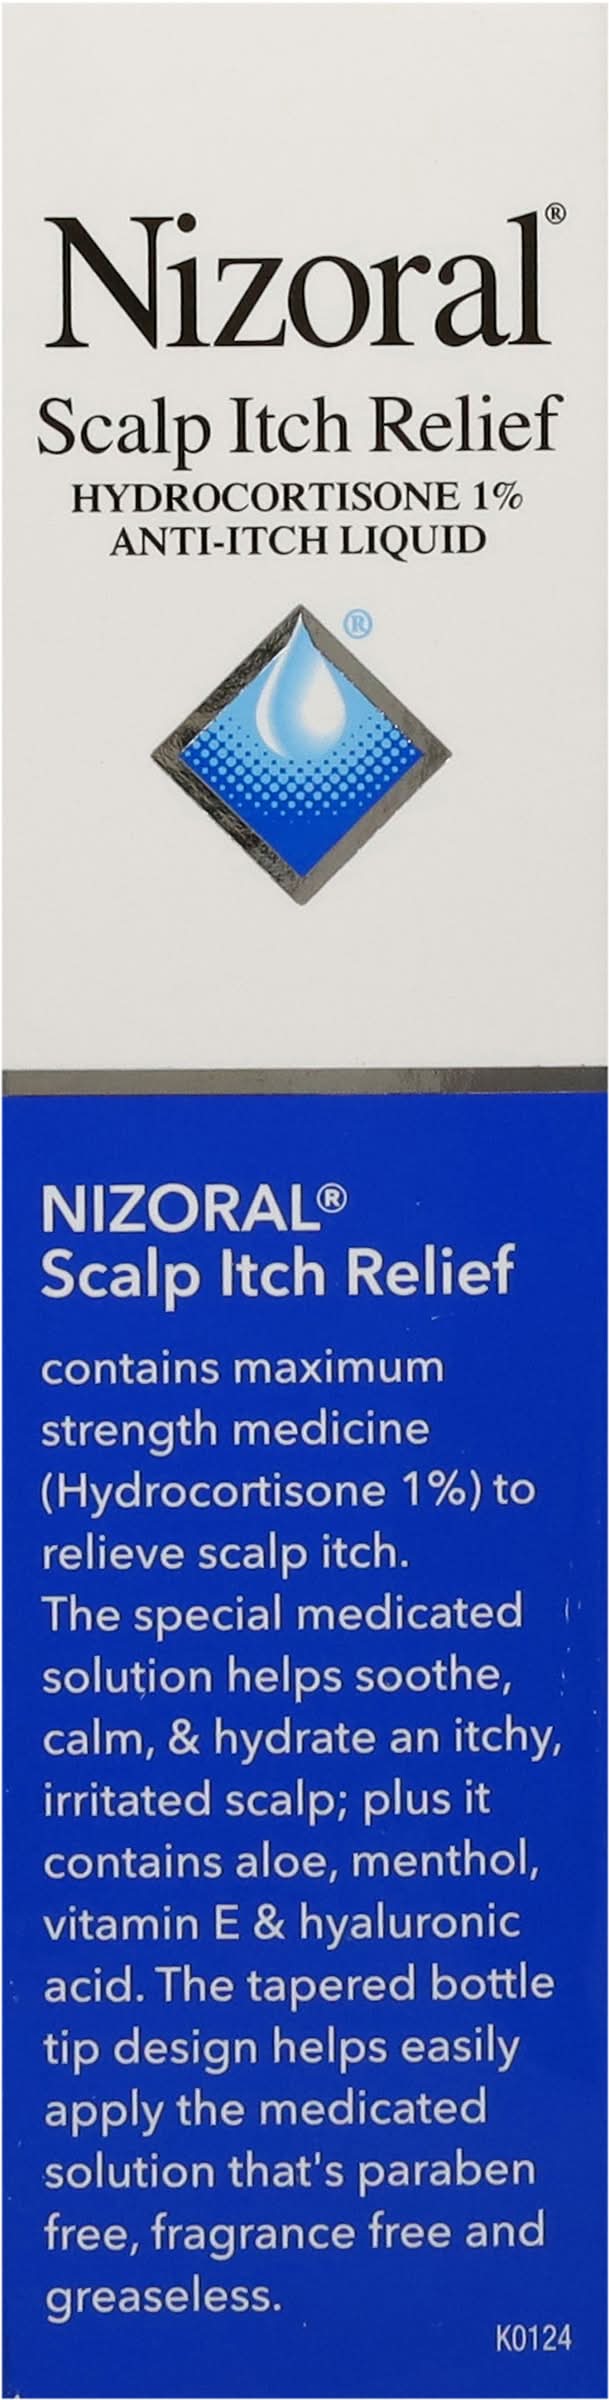 Nizoral®
Scalp Itch Relief
HYDROCORTISONE 1%
ANTI-ITCH LIQUID
®
NIZORAL®
Scalp Itch Relief
contains maximum
strength medicine
(Hydrocortisone 1%) to
relieve scalp itch.
The special medicated
solution helps soothe,
calm, & hydrate an itchy,
irritated scalp; plus it
contains aloe, menthol,
vitamin E & hyaluronic
acid. The tapered bottle
tip design helps easily
apply the medicated
solution that's paraben
free, fragrance free and
greaseless.
K0124